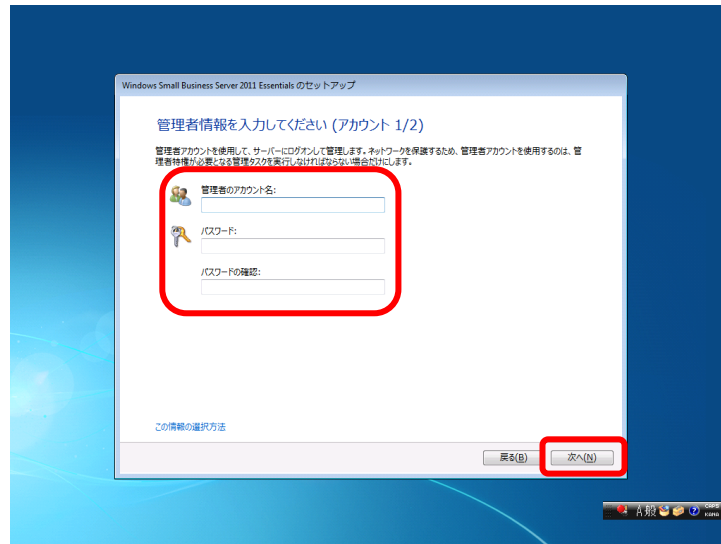 Windows Small Business Server 2011 Essentials のセットアップ
管理者情報を入力してください (アカウント 1/2)
管理者アカウントを使用して、サーバーにログオンして管理します。ネットワークを保護するため、管理者アカウントを使用するのは、管
理者特権が必要となる管理タスクを実行しなければならない場合だけにします。
管理者のアカウント名:
パスワード:
パスワードの確認:
この情報の選択方法
戻る(B)
次へ(N)
A 般
CAPS
KANA